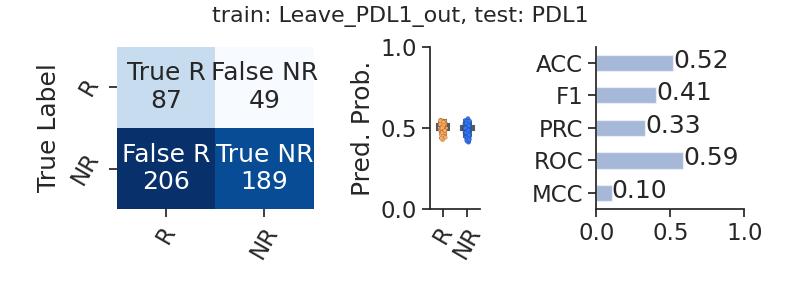 train: Leave_PDL1_out, test: PDL1
True Label
R
NR
True R
87
False NR
49
False R
206
True NR
189
R
NR
Pred. Prob.
1.0
0.5
0.0
R
NR
ACC
F1
PRC
ROC
MCC
0.52
0.41
0.33
0.59
0.10
0.0
0.5
1.0